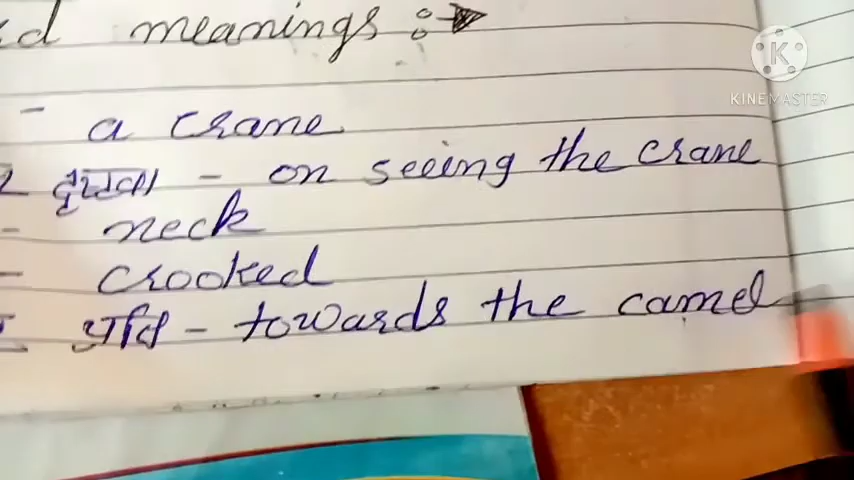 meanings :→
K
KINEMASTER
- a crane
दृष्ट्वा - on seeing the crane
- neck
- crooked
प्रति - towards the camel